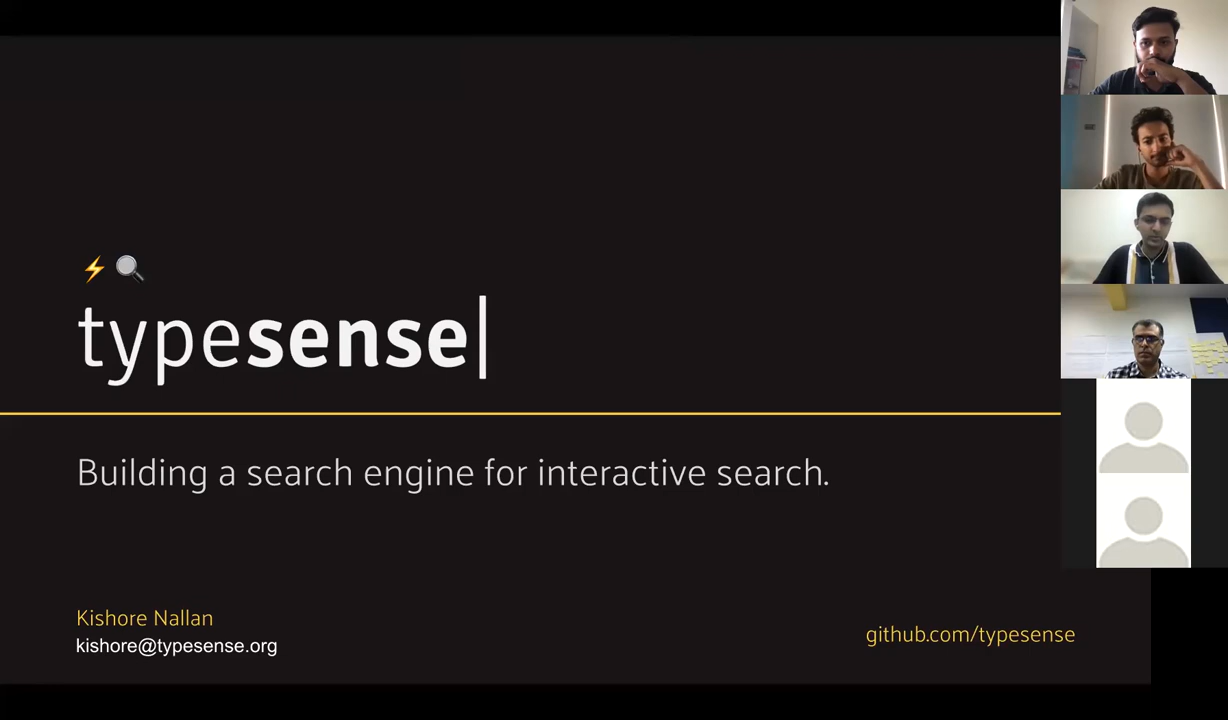 typesense
Building a search engine for interactive search.
Kishore Nallan
kishore@typesense.org
github.com/typesense